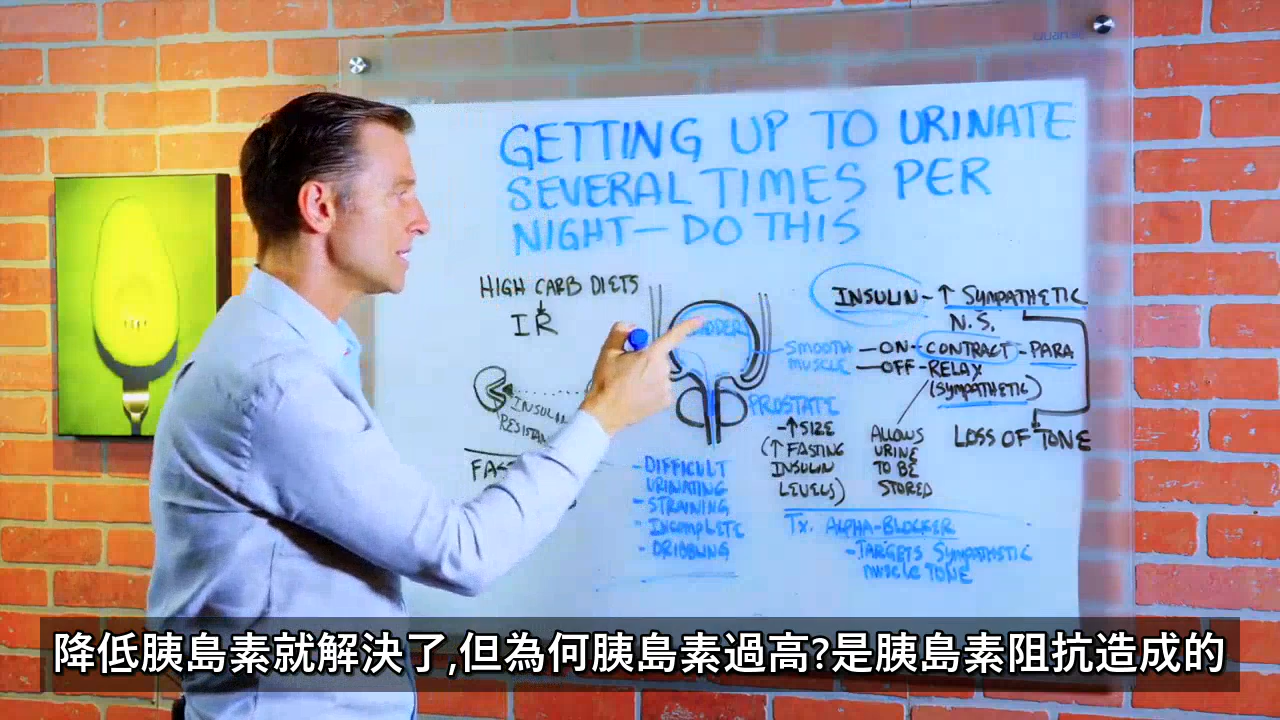 GETTING UP TO URINATE
SEVERAL TIMES PER
NIGHT—DO THIS
HIGH CARB DIETS
IR
INSULIN
FAS
- DIFFICULT
URINATING
- STRAINING
- INCOMPLETE
- DRIBBLING
PROSTATE
- ↑ SIZE
(↑ FASTING
INSULIN
LEVELS)
SMOOTH
MUSCLE
INSULIN - ↑ SYMPATHETIC
N.S.
— ON - CONTRACT - PARA
— OFF - RELAX
(SYMPATHETIC)
LOSS OF TONE
ALLOWS
URINE
TO BE
STORED
Tx. ALPHA-BLOCKER
- TARGETS SYMPATHETIC
MUSCLE TONE
降低胰島素就解決了,但為何胰島素過高?是胰島素阻抗造成的